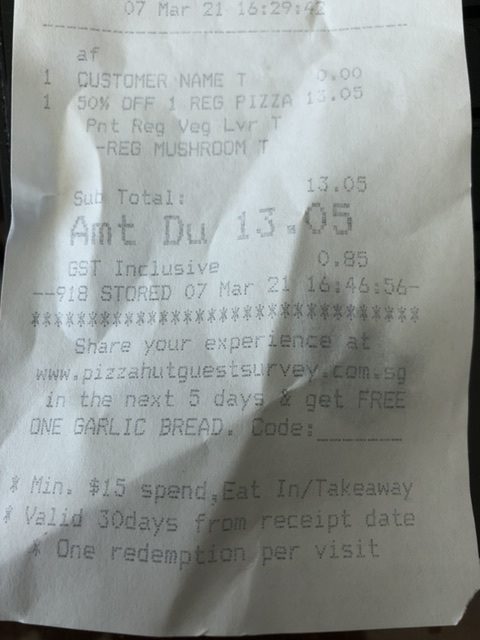 07 Mar 21 16:29:42
af
1 CUSTOMER NAME T 0.00
1 50% OFF 1 REG PIZZA 13.05
Pnt Reg Veg Lvr T
-REG MUSHROOM T
Sub Total: 13.05
Amt Du 13.05
GST Inclusive 0.85
--918 STORED 07 Mar 21 16:46:56-
****************************************
Share your experience at
www.pizzahutguestsurvey.com.sg
in the next 5 days & get FREE
ONE GARLIC BREAD. Code:_______
* Min. $15 spend,Eat In/Takeaway
* Valid 30days from receipt date
* One redemption per visit